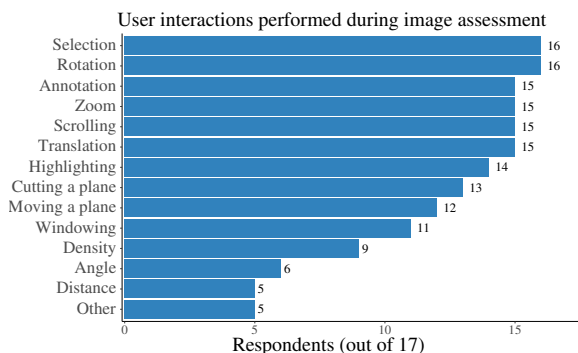 User interactions performed during image assessment
Selection 16
Rotation 16
Annotation 15
Zoom 15
Scrolling 15
Translation 15
Highlighting 14
Cutting a plane 13
Moving a plane 12
Windowing 11
Density 9
Angle 6
Distance 5
Other 5
0 5 10 15
Respondents (out of 17)